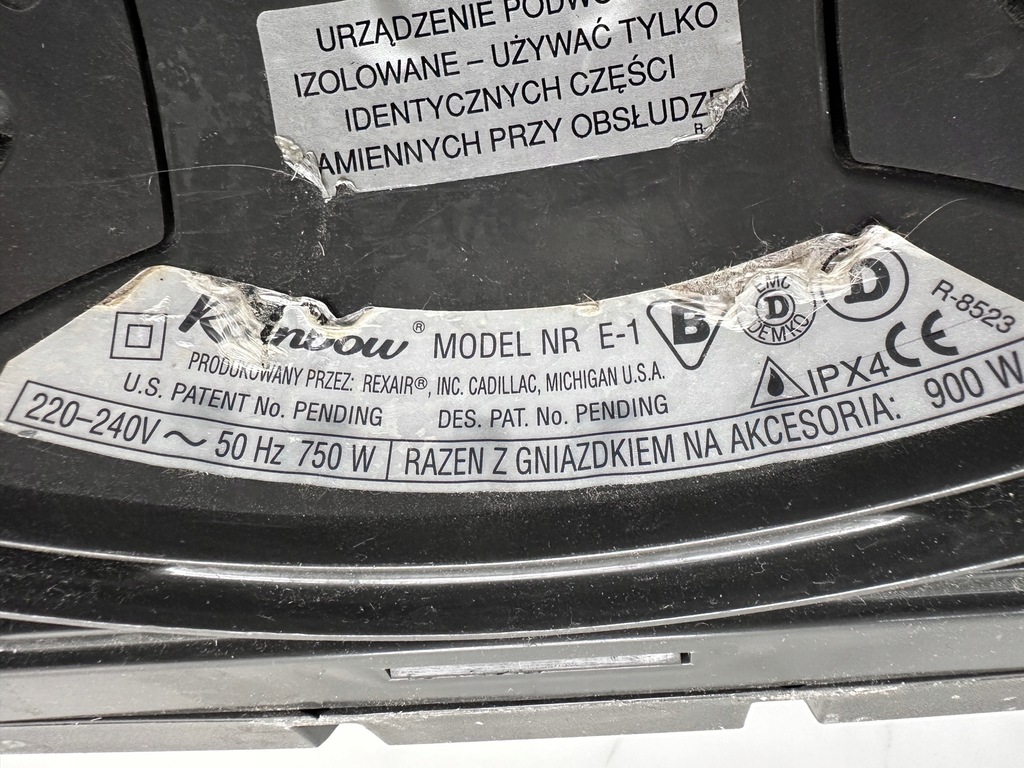 URZĄDZENIE
IZOLOWANE – UŻYWAĆ TYLKO
IDENTYCZNYCH CZĘŚCI
AMIENNYCH PRZY OBSŁUDZE
R-
® MODEL NR E-1
B
EMC
D
DEMKO
D
R-8523
PRODUKOWANY PRZEZ: REXAIR®, INC. CADILLAC, MICHIGAN U.S.A.
IPX4 CE
U.S. PATENT No. PENDING DES. PAT. No. PENDING
220–240V ~ 50 Hz 750 W RAZEN Z GNIAZDKIEM NA AKCESORIA: 900 W